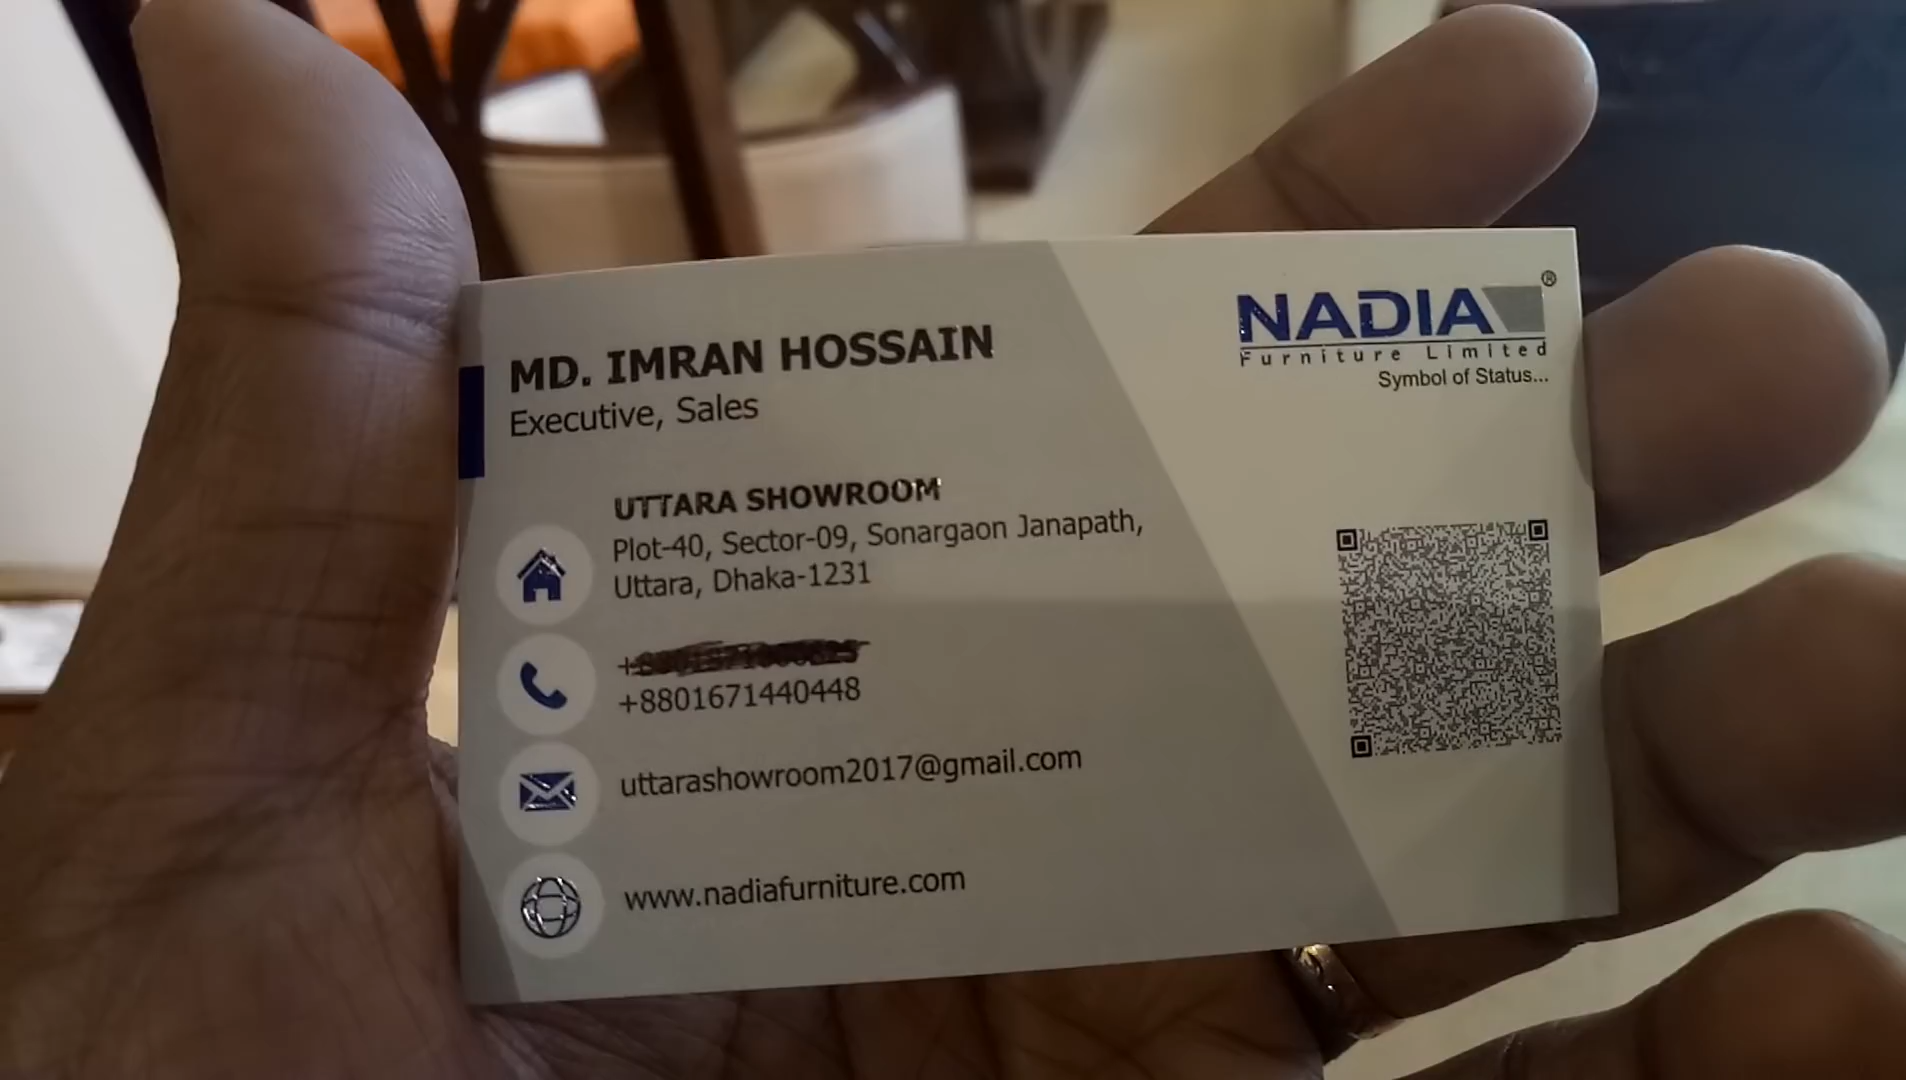 MD. IMRAN HOSSAIN
Executive, Sales
NADIA®
Furniture Limited
Symbol of Status...
UTTARA SHOWROOM
Plot-40, Sector-09, Sonargaon Janapath,
Uttara, Dhaka-1231
+8801671440448
uttarashowroom2017@gmail.com
www.nadiafurniture.com